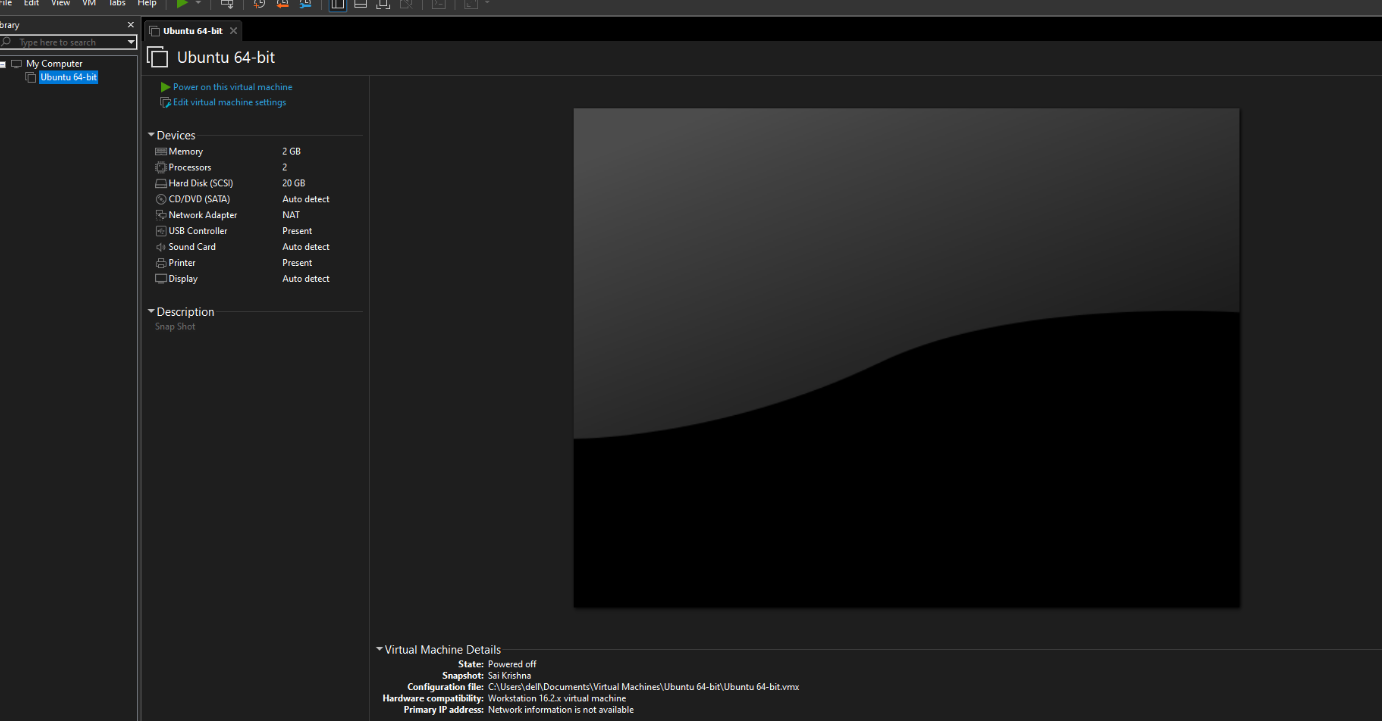 File Edit View VM Tabs Help
brary
Type here to search
My Computer
Ubuntu 64-bit
Ubuntu 64-bit
Ubuntu 64-bit
Power on this virtual machine
Edit virtual machine settings
Devices
Memory 2 GB
Processors 2
Hard Disk (SCSI) 20 GB
CD/DVD (SATA) Auto detect
Network Adapter NAT
USB Controller Present
Sound Card Auto detect
Printer Present
Display Auto detect
Description
Snap Shot
Virtual Machine Details
State: Powered off
Snapshot: Sai Krishna
Configuration file: C:\Users\dell\Documents\Virtual Machines\Ubuntu 64-bit\Ubuntu 64-bit.vmx
Hardware compatibility: Workstation 16.2.x virtual machine
Primary IP address: Network information is not available